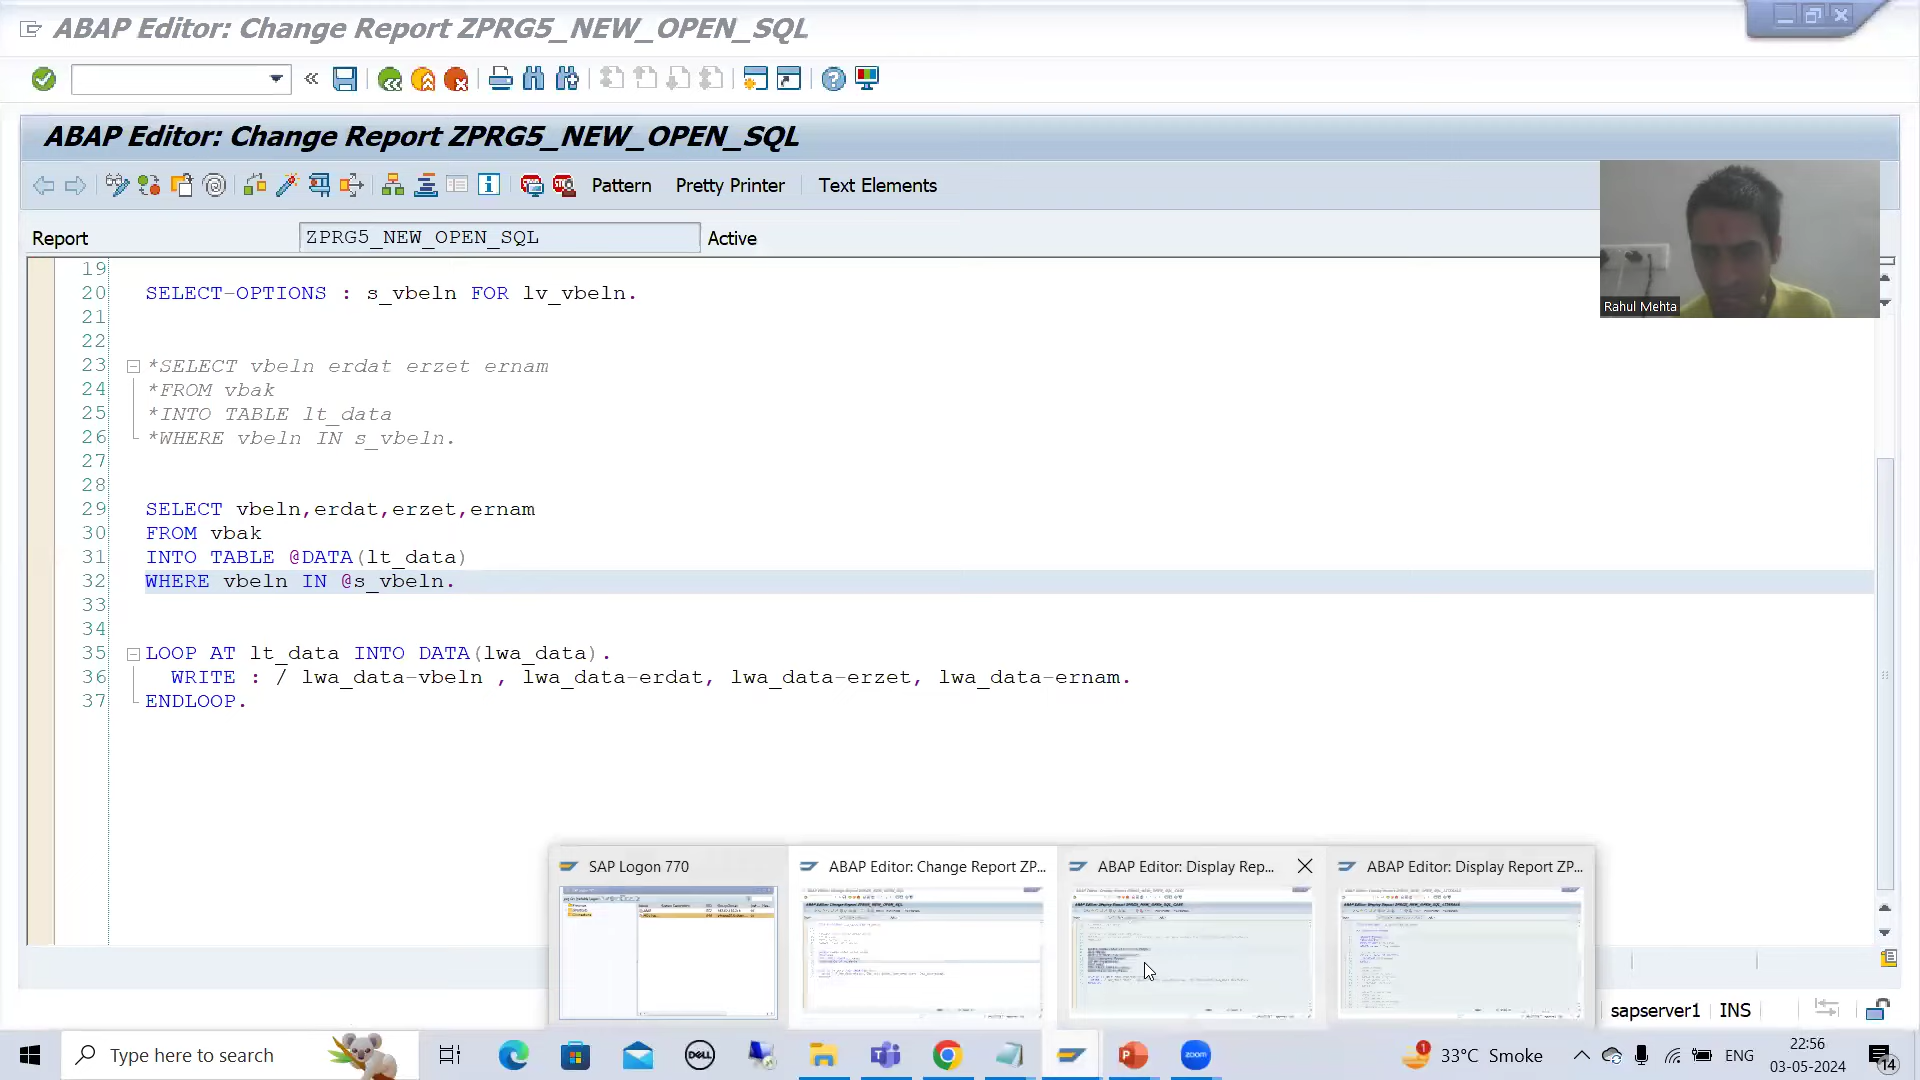 ABAP Editor: Change Report ZPRG5_NEW_OPEN_SQL
ABAP Editor: Change Report ZPRG5_NEW_OPEN_SQL
Pattern Pretty Printer Text Elements
Report ZPRG5_NEW_OPEN_SQL Active
Rahul Mehta
19
20 SELECT-OPTIONS : s_vbeln FOR lv_vbeln.
21
22
23 *SELECT vbeln erdat erzet ernam
24 *FROM vbak
25 *INTO TABLE lt_data
26 *WHERE vbeln IN s_vbeln.
27
28
29 SELECT vbeln,erdat,erzet,ernam
30 FROM vbak
31 INTO TABLE @DATA(lt_data)
32 WHERE vbeln IN @s_vbeln.
33
34
35 LOOP AT lt_data INTO DATA(lwa_data).
36 WRITE : / lwa_data-vbeln , lwa_data-erdat, lwa_data-erzet, lwa_data-ernam.
37 ENDLOOP.
SAP Logon 770
ABAP Editor: Change Report ZP...
ABAP Editor: Display Rep...
ABAP Editor: Display Report ZP...
sapserver1 INS
Type here to search
DELL
zoom
1
33°C Smoke
ENG
22:56
03-05-2024
14